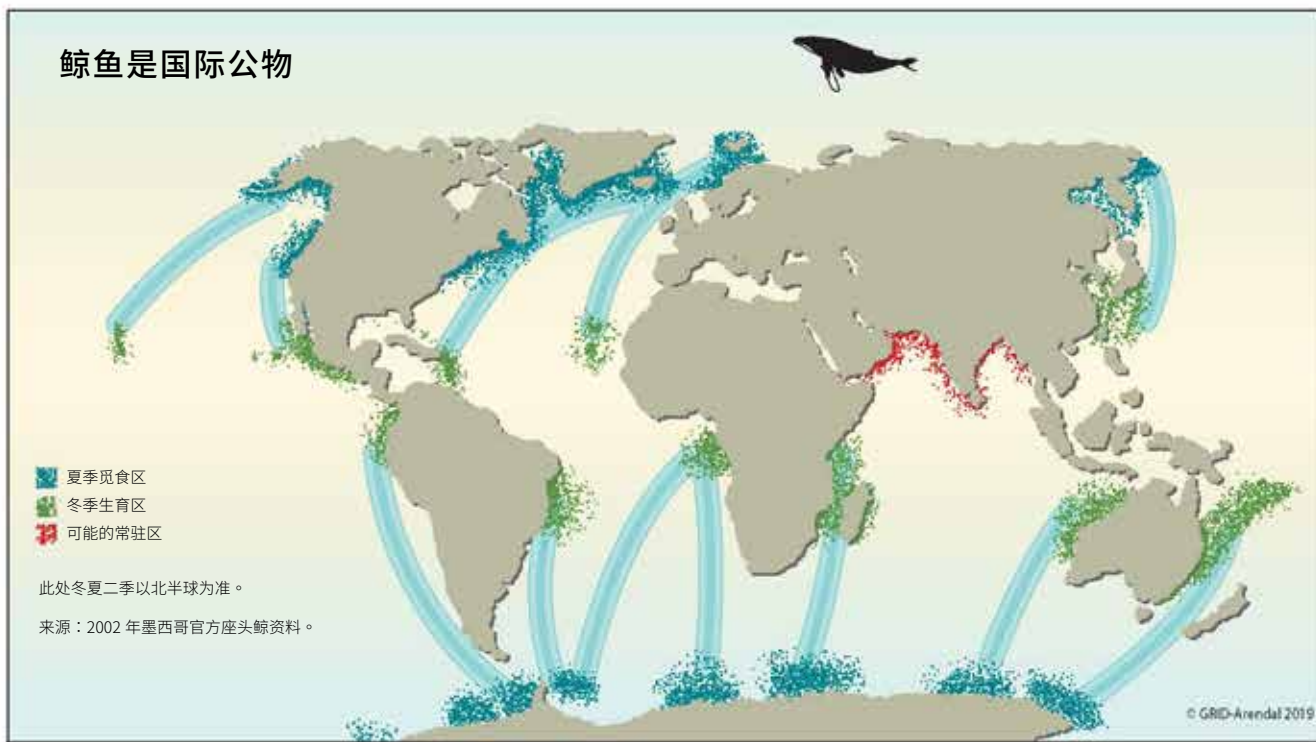 鲸鱼是国际公物
夏季觅食区
冬季生育区
可能的常驻区
此处冬夏二季以北半球为准。
来源：2002 年墨西哥官方座头鲸资料。
© GRID-Arendal 2019